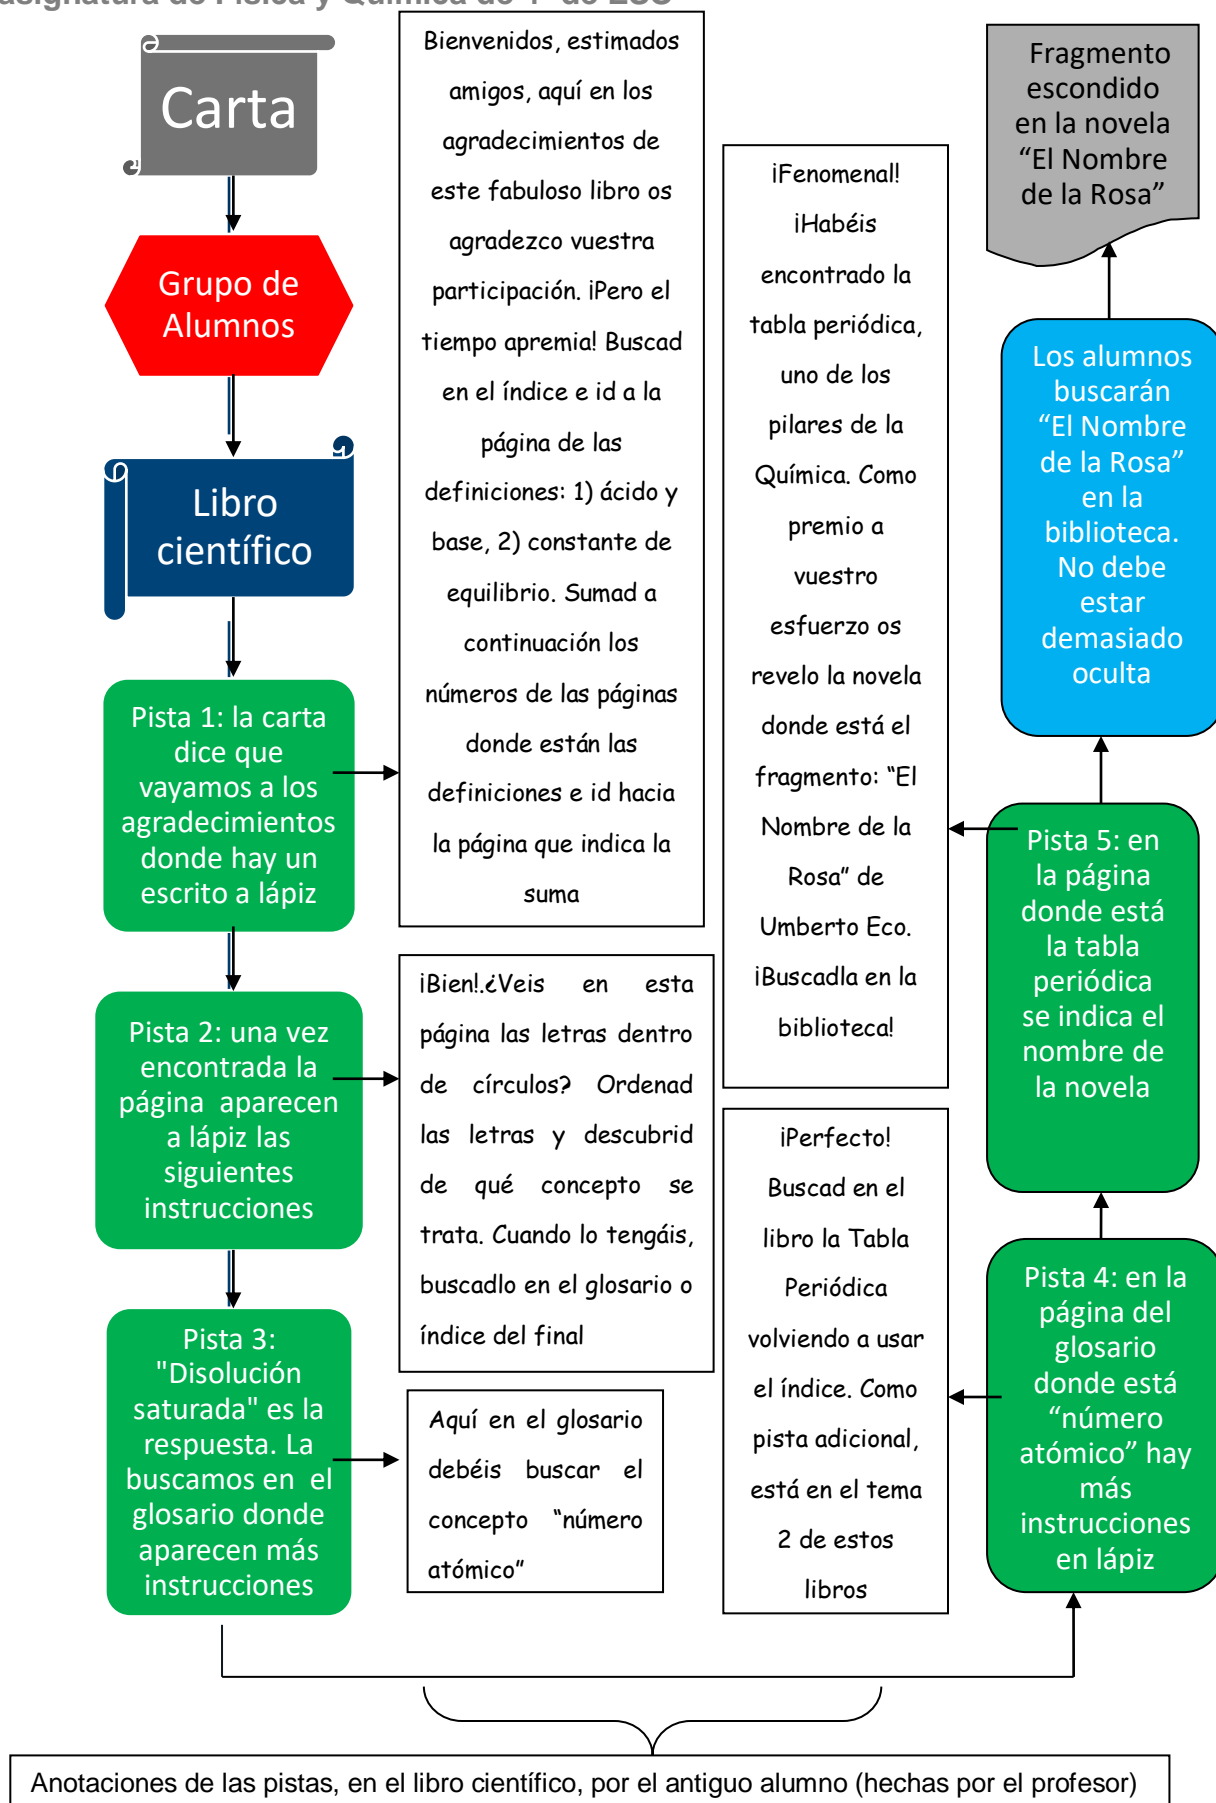 asignatura de Física y Química de 4º de ESO
Carta
Grupo de
Alumnos
Libro
científico
Pista 1: la carta
dice que
vayamos a los
agradecimientos
donde hay un
escrito a lápiz
Bienvenidos, estimados
amigos, aquí en los
agradecimientos de
este fabuloso libro os
agradezco vuestra
participación. ¡Pero el
tiempo apremia! Buscad
en el índice e id a la
página de las
definiciones: 1) ácido y
base, 2) constante de
equilibrio. Sumad a
continuación los
números de las páginas
donde están las
definiciones e id hacia
la página que indica la
suma
Pista 2: una vez
encontrada la
página aparecen
a lápiz las
siguientes
instrucciones
¡Bien!.¿Veis en esta
página las letras dentro
de círculos? Ordenad
las letras y descubrid
de qué concepto se
trata. Cuando lo tengáis,
buscadlo en el glosario o
índice del final
Pista 3:
"Disolución
saturada" es la
respuesta. La
buscamos en el
glosario donde
aparecen más
instrucciones
Aquí en el glosario
debéis buscar el
concepto “número
atómico”
Pista 4: en la
página del
glosario
donde está
“número
atómico” hay
más
instrucciones
en lápiz
¡Perfecto!
Buscad en el
libro la Tabla
Periódica
volviendo a usar
el índice. Como
pista adicional,
está en el tema
2 de estos
libros
Pista 5: en
la página
donde está
la tabla
periódica
se indica el
nombre de
la novela
¡Fenomenal!
¡Habéis
encontrado la
tabla periódica,
uno de los
pilares de la
Química. Como
premio a
vuestro
esfuerzo os
revelo la novela
donde está el
fragmento: “El
Nombre de la
Rosa” de
Umberto Eco.
¡Buscadla en la
biblioteca!
Los alumnos
buscarán
“El Nombre
de la Rosa”
en la
biblioteca.
No debe
estar
demasiado
oculta
Fragmento
escondido
en la novela
“El Nombre
de la Rosa”
Anotaciones de las pistas, en el libro científico, por el antiguo alumno (hechas por el profesor)